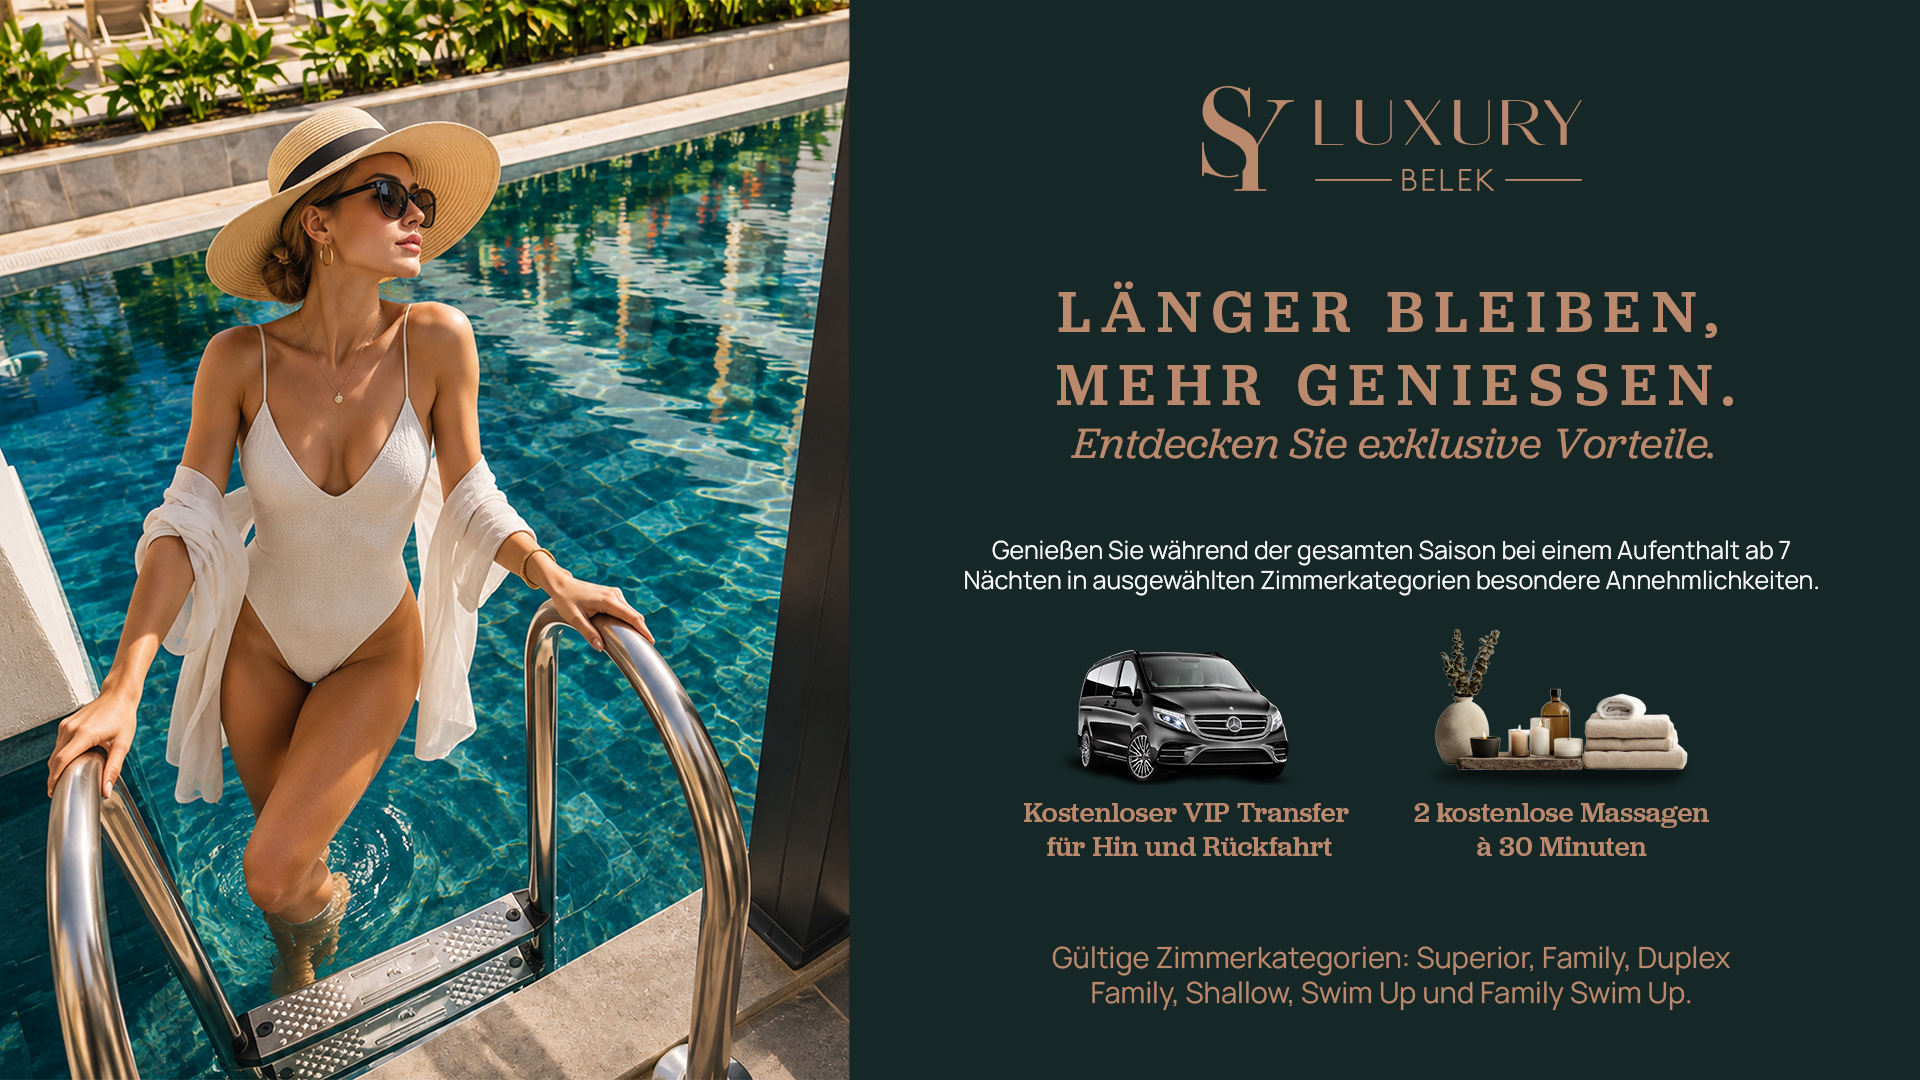 SY LUXURY
BELEK
LÄNGER BLEIBEN,
MEHR GENIESSEN.
Entdecken Sie exklusive Vorteile.
Genießen Sie während der gesamten Saison bei einem Aufenthalt ab 7
Nächten in ausgewählten Zimmerkategorien besondere Annehmlichkeiten.
Kostenloser VIP Transfer
für Hin und Rückfahrt
2 kostenlose Massagen
à 30 Minuten
Gültige Zimmerkategorien: Superior, Family, Duplex
Family, Shallow, Swim Up und Family Swim Up.